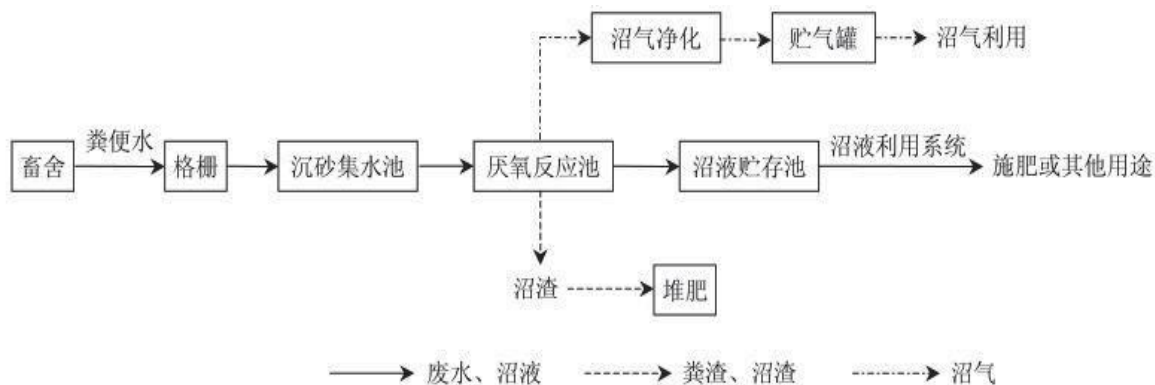 沼气净化 贮气罐 沼气利用
粪便水 沼液利用系统
畜舍 格栅 沉砂集水池 厌氧反应池 沼液贮存池 施肥或其他用途
沼渣 堆肥
废水、沼液 粪渣、沼渣 沼气